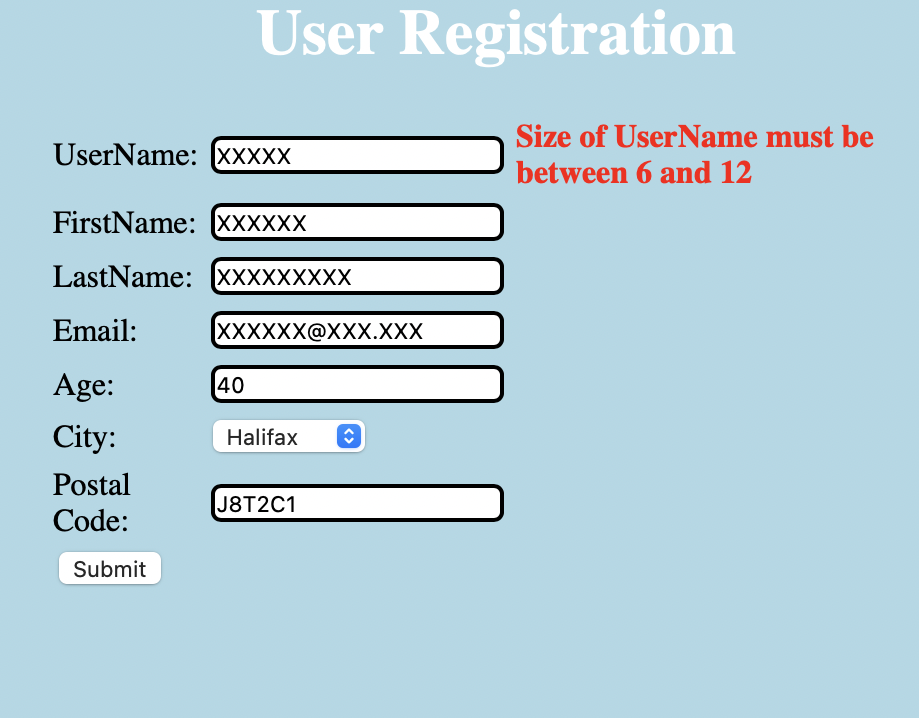 User Registration
UserName: XXXXX Size of UserName must be
between 6 and 12
FirstName: XXXXXX
LastName: XXXXXXXXX
Email: XXXXXX@XXX.XXX
Age: 40
City: Halifax
Postal
Code: J8T2C1
Submit